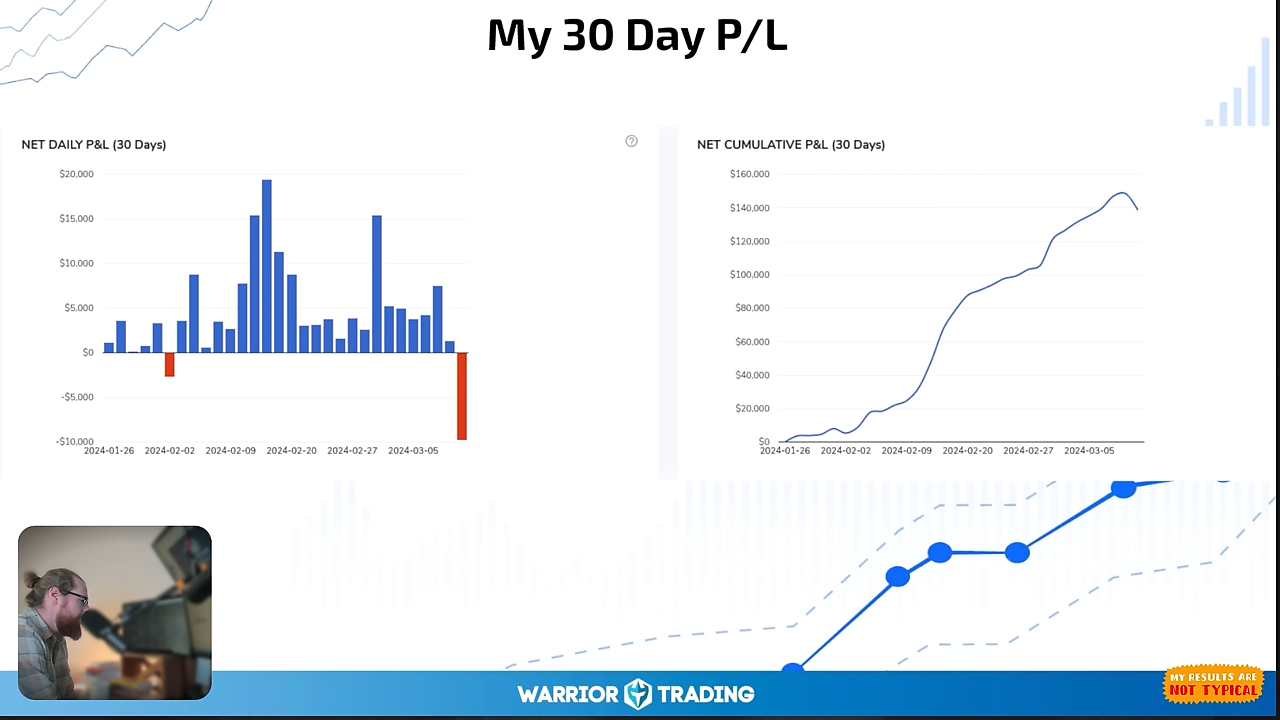 My 30 Day P/L
NET DAILY P&L (30 Days)
?
$20,000
$15,000
$10,000
$5,000
$0
-$5,000
-$10,000
2024-01-26 2024-02-02 2024-02-09 2024-02-20 2024-02-27 2024-03-05
NET CUMULATIVE P&L (30 Days)
$160,000
$140,000
$120,000
$100,000
$80,000
$60,000
$40,000
$20,000
$0
2024-01-26 2024-02-02 2024-02-09 2024-02-20 2024-02-27 2024-03-05
WARRIOR TRADING
MY RESULTS ARE
NOT TYPICAL